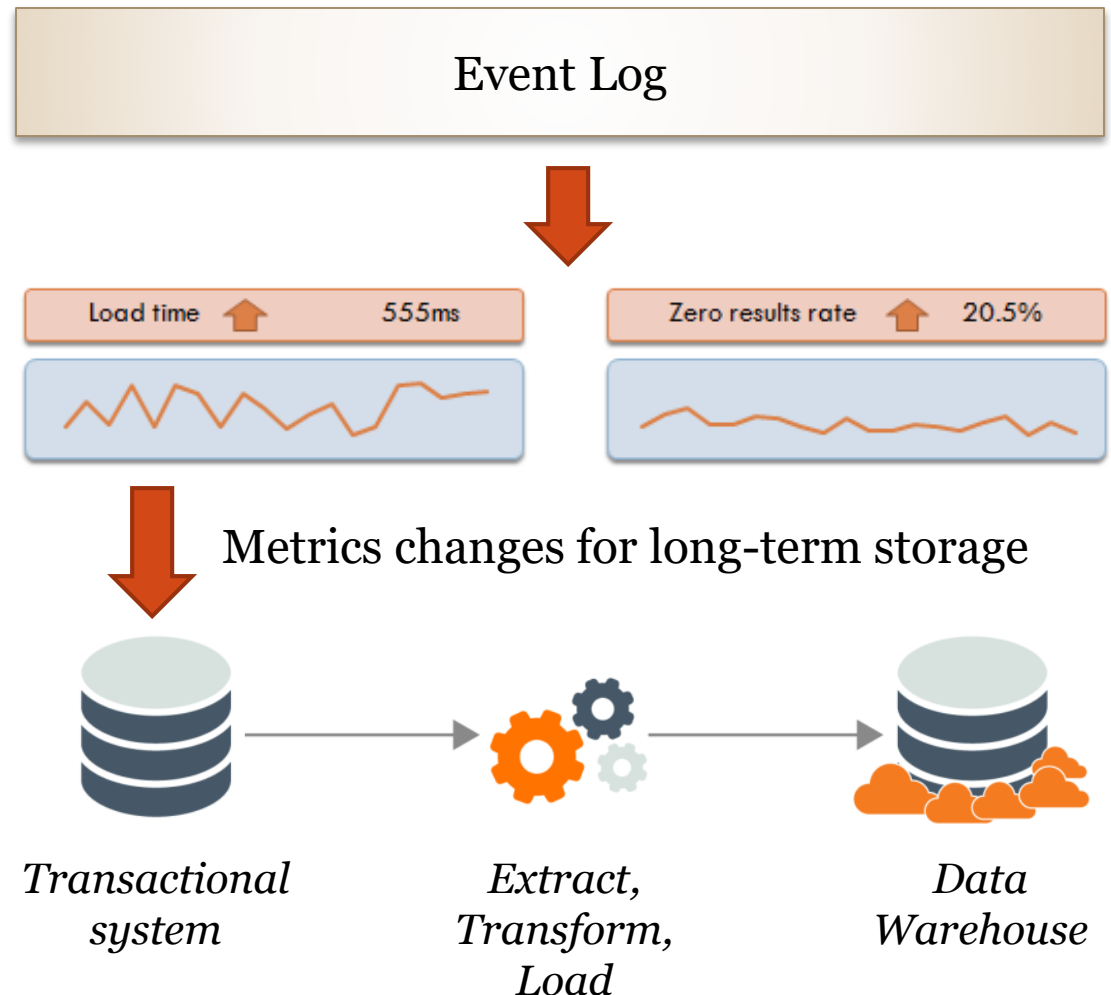 Event Log
Load time 555ms
Zero results rate 20.5%
Metrics changes for long-term storage
Transactional
system
Extract,
Transform,
Load
Data
Warehouse